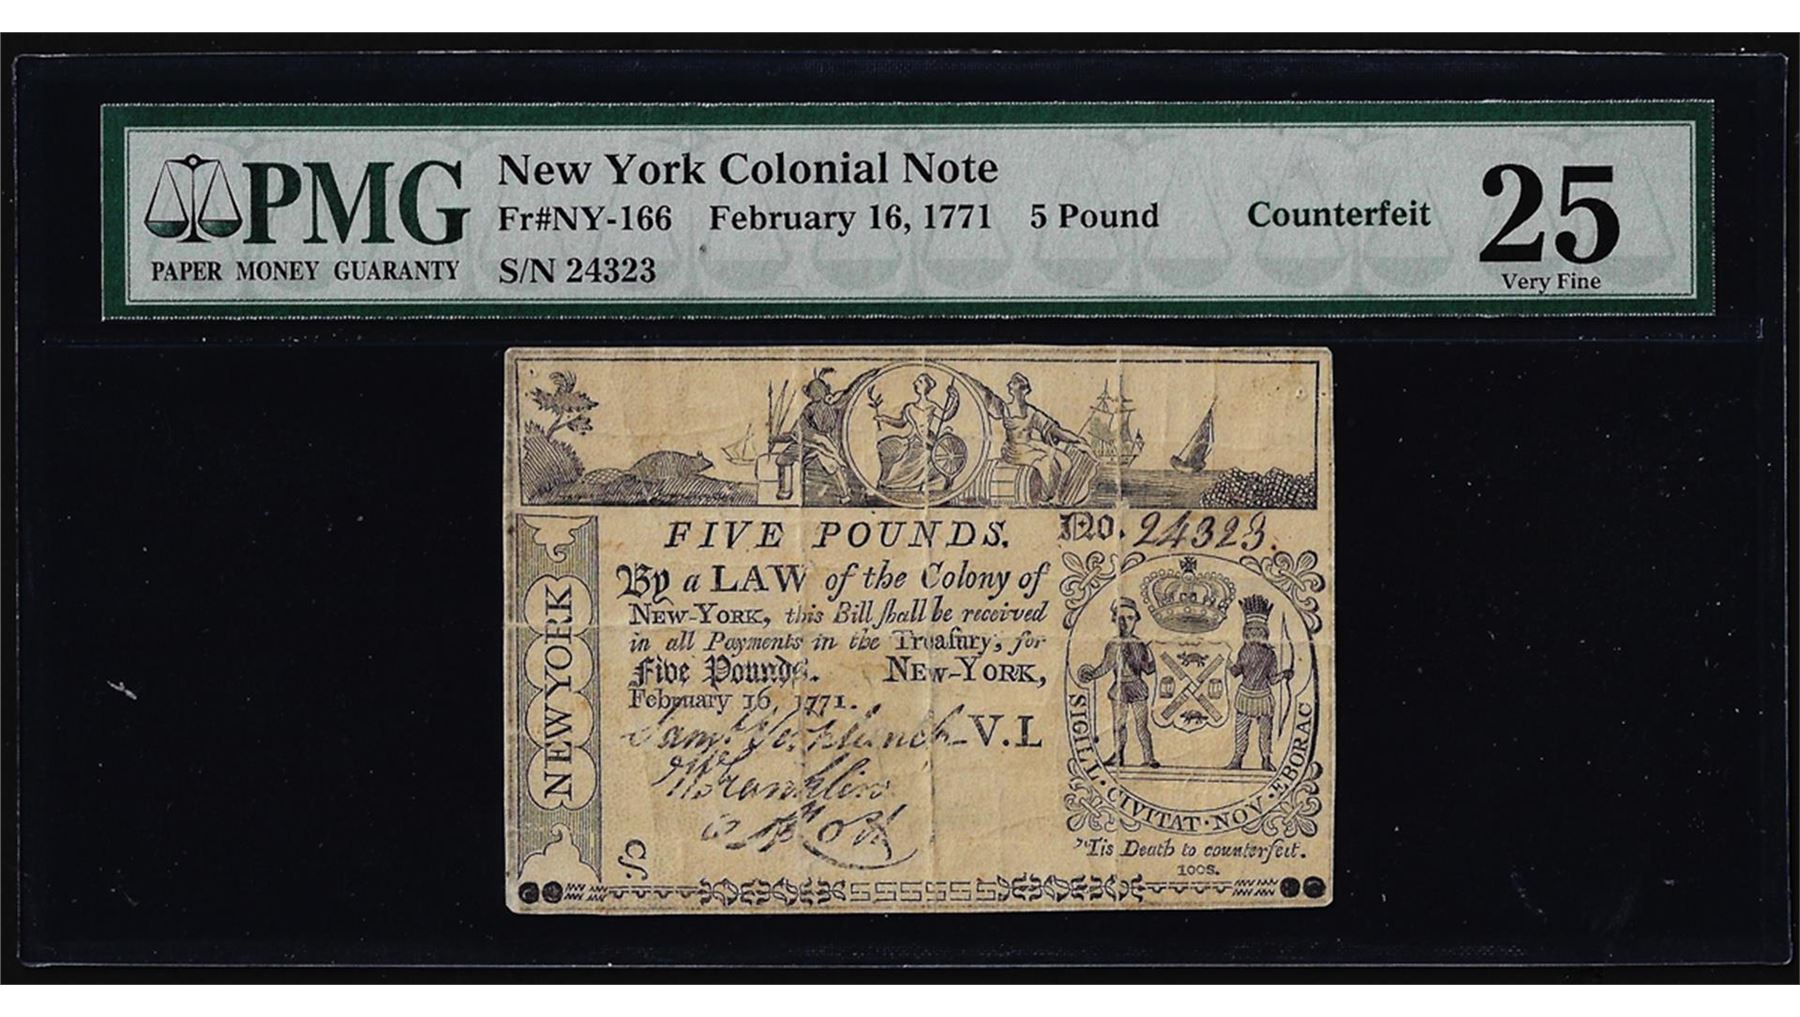 PMG
PAPER MONEY GUARANTY
New York Colonial Note
Fr#NY-166 February 16, 1771 5 Pound
S/N 24323
Counterfeit
25
Very Fine
FIVE POUNDS. No. 24323.
By a LAW of the Colony of
NEW-YORK, this Bill ſhall be received
in all Payments in the Treaſury, for
Five Pounds. NEW-YORK,
February 16, 1771.
V.L
Franklin
NEW YORK
SIGILL · CIVITAT · NOV · EBORAC
'Tis Death to counterfeit.
100S.